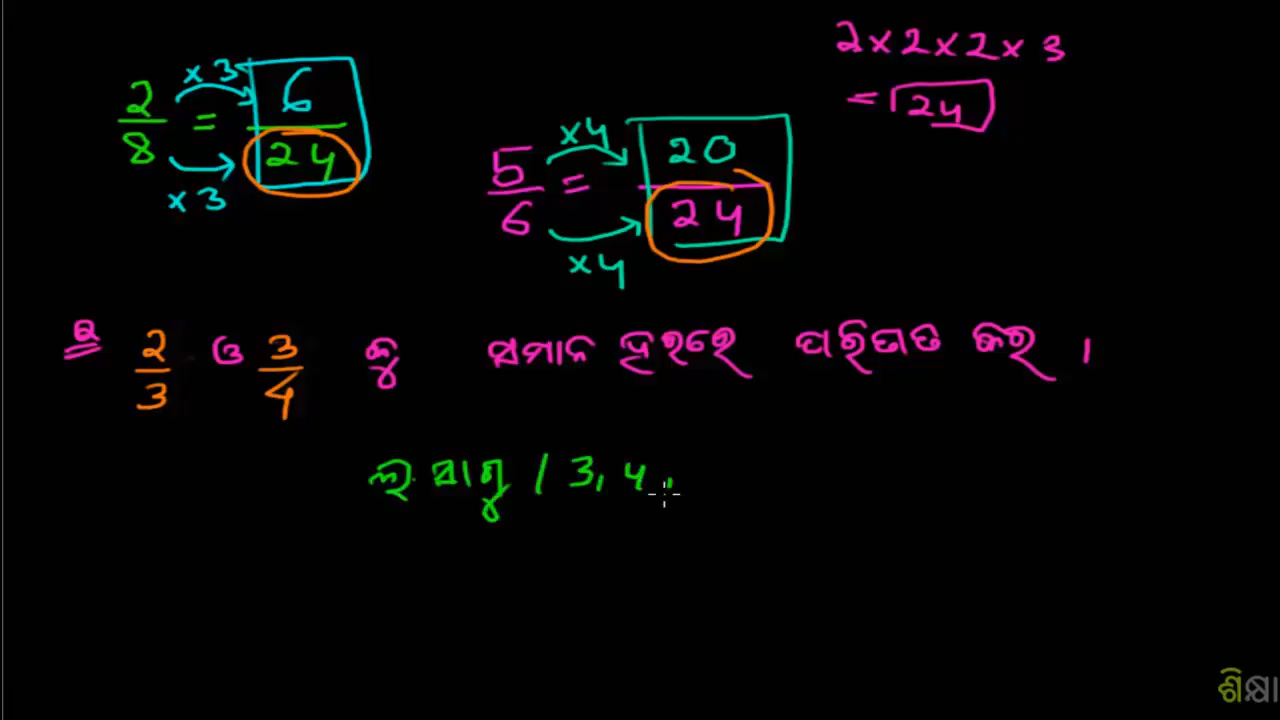 2 × 2 × 2 × 3
= 24
2/8 = 6/24
× 3
× 3
5/6 = 20/24
× 4
× 4
ଉ 2/3 ଓ 3/4 କୁ ସମାନ ହରରେ ପରିଣତ କର ।
ଲ.ସା.ଗୁ / 3, 4,
ଶିକ୍ଷା